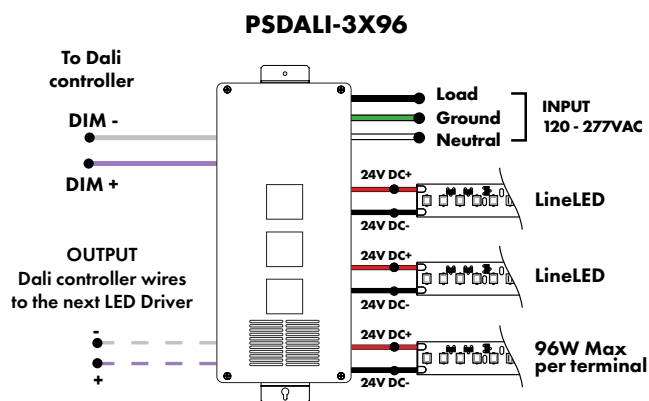 PSDALI-3X96
To Dali
controller
DIM -
DIM +
OUTPUT
Dali controller wires
to the next LED Driver
-
+
Load
Ground
Neutral
INPUT
120 - 277VAC
24V DC+
24V DC-
LineLED
24V DC+
24V DC-
LineLED
24V DC+
24V DC-
96W Max
per terminal